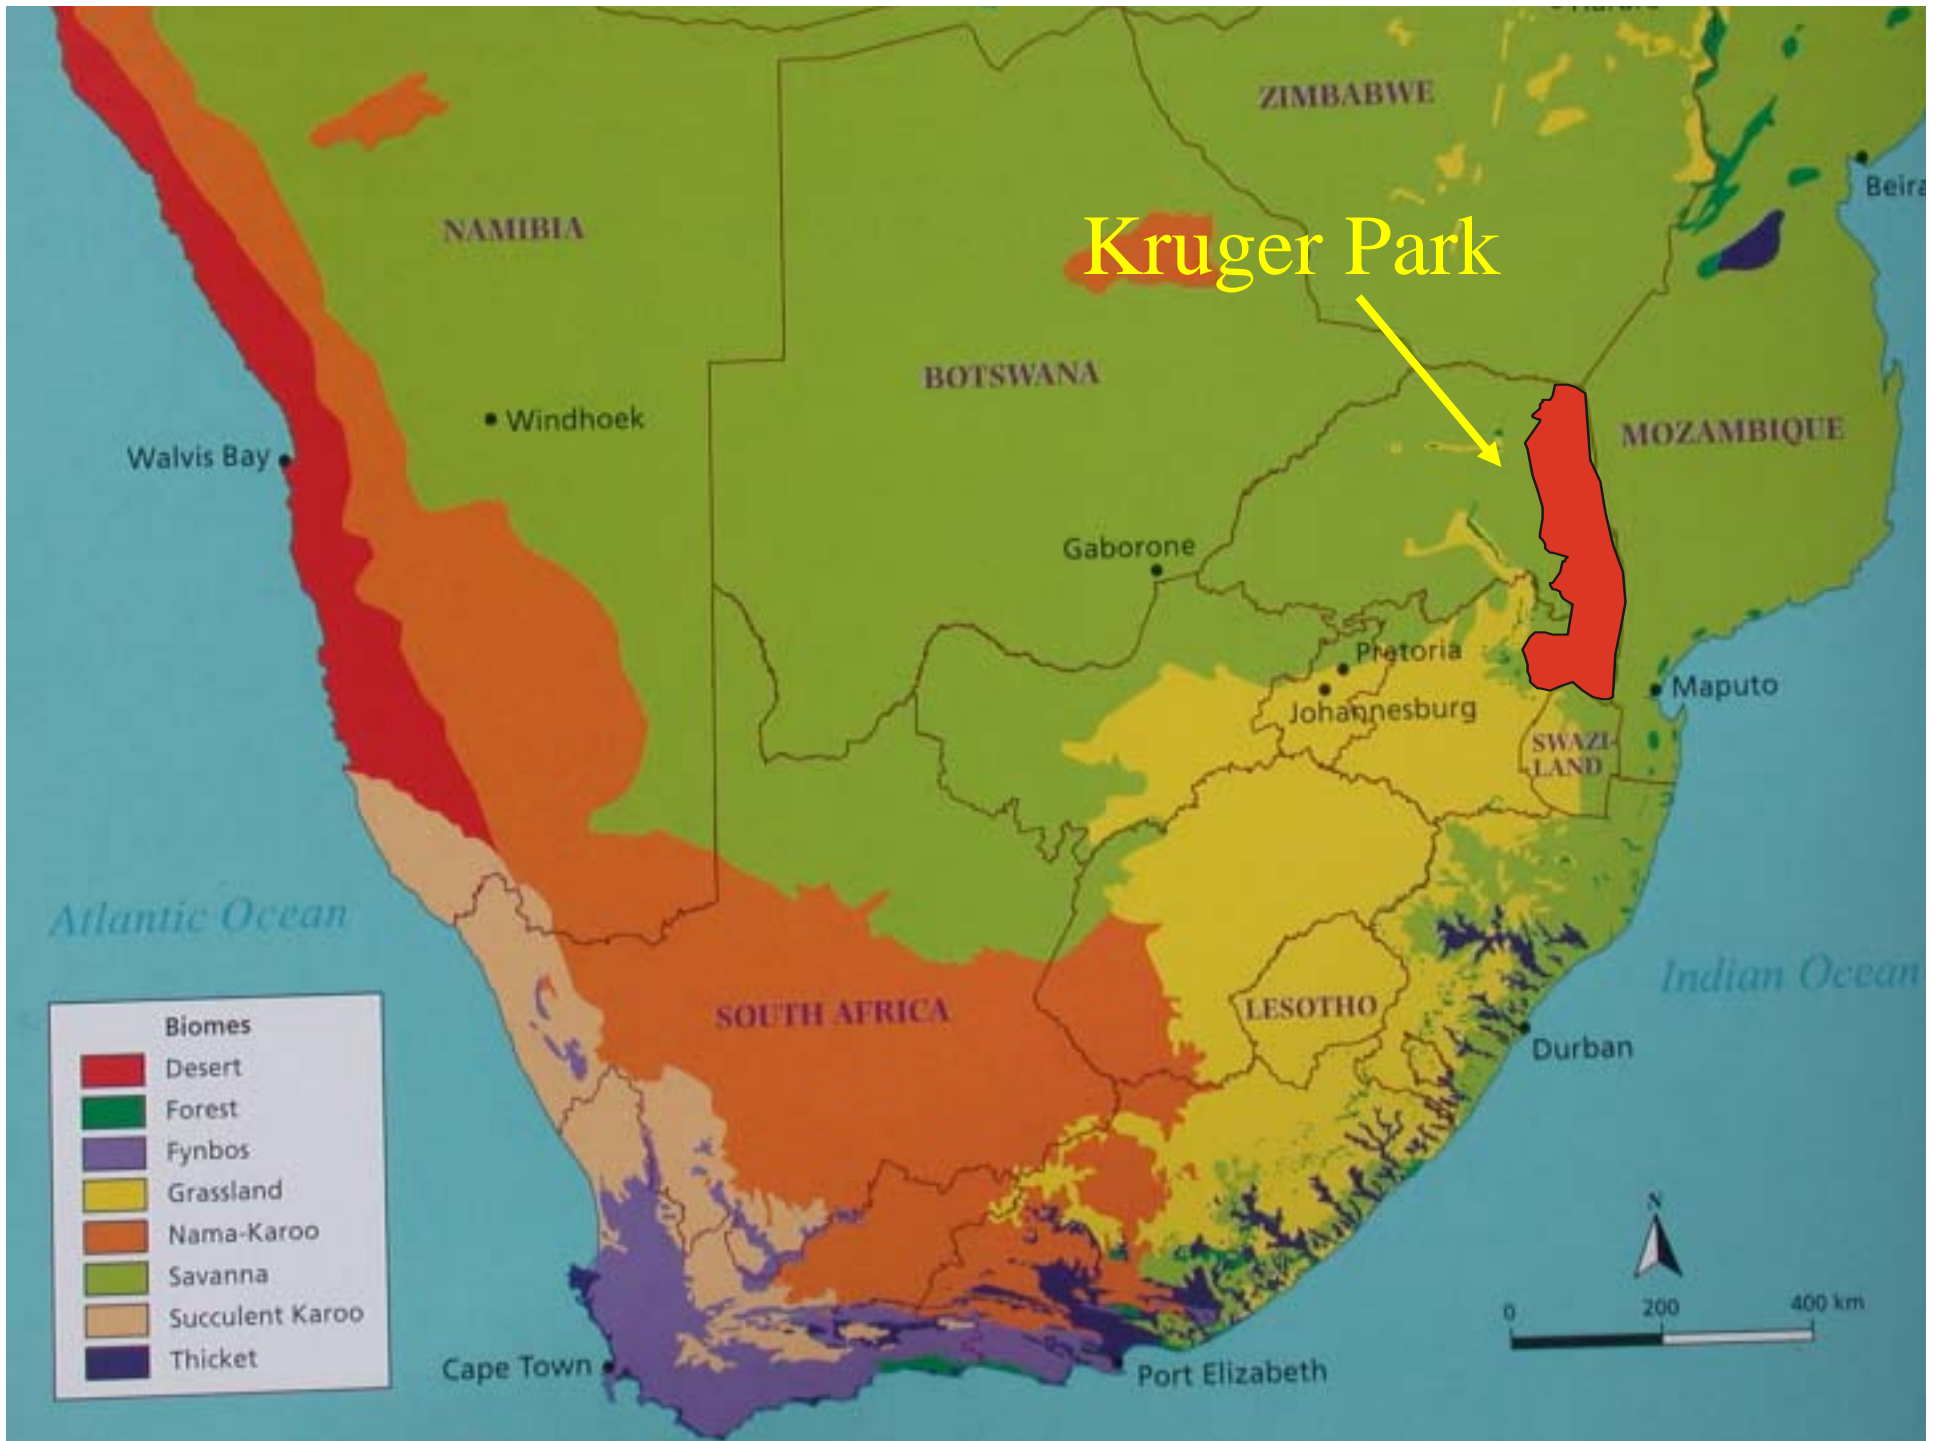 Harare
ZIMBABWE
Beira
NAMIBIA
Kruger Park
BOTSWANA
Windhoek
MOZAMBIQUE
Walvis Bay
Gaborone
Pretoria
Maputo
Johannesburg
SWAZI-
LAND
Atlantic Ocean
Indian Ocean
SOUTH AFRICA
LESOTHO
Durban
Biomes
Desert
Forest
Fynbos
Grassland
Nama-Karoo
Savanna
Succulent Karoo
Thicket
N
0 200 400 km
Cape Town
Port Elizabeth